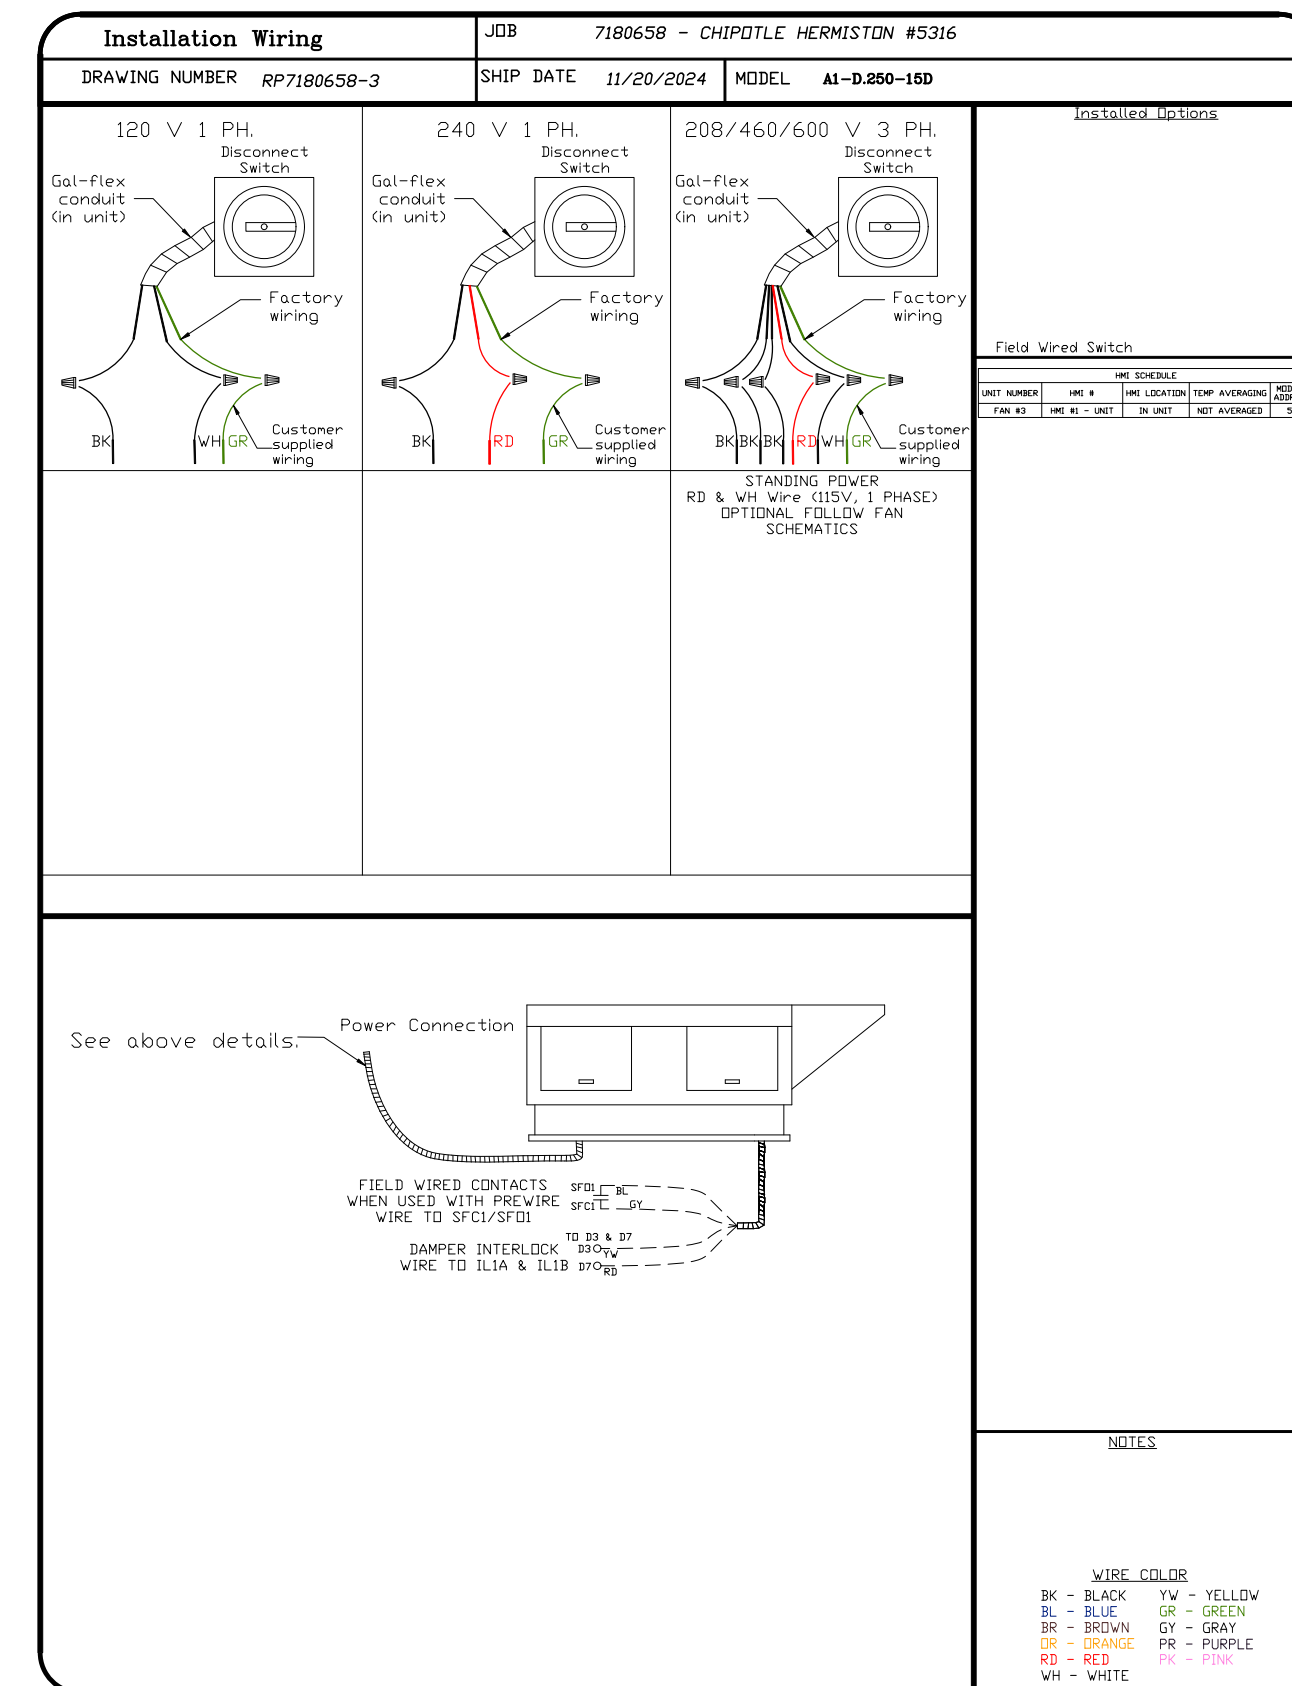 Installation Wiring
JOB 7180658 - CHIPOTLE HERMISTON #5316
DRAWING NUMBER RP7180658-3
SHIP DATE 11/20/2024
MODEL A1-D.250-15D
120 V 1 PH.
Disconnect
Switch
Gal-flex
conduit
(in unit)
Factory
wiring
BK
WH
GR
Customer
supplied
wiring
240 V 1 PH.
Disconnect
Switch
Gal-flex
conduit
(in unit)
Factory
wiring
BK
RD
GR
Customer
supplied
wiring
208/460/600 V 3 PH.
Disconnect
Switch
Gal-flex
conduit
(in unit)
Factory
wiring
BK
BK
BK
RD
WH
GR
Customer
supplied
wiring
STANDING POWER
RD & WH Wire (115V, 1 PHASE)
OPTIONAL FOLLOW FAN
SCHEMATICS
Installed Options
Field Wired Switch
HMI SCHEDULE
UNIT NUMBER HMI # HMI LOCATION TEMP AVERAGING
FAN #3 HMI #1 - UNIT IN UNIT NOT AVERAGED 5
See above details.
Power Connection
FIELD WIRED CONTACTS
WHEN USED WITH PREWIRE
WIRE TO SFC1/SFO1
SFO1
BL
SFC1
GY
TO D3 & D7
DAMPER INTERLOCK
WIRE TO IL1A & IL1B
D3
YW
D7
RD
NOTES
WIRE COLOR
BK - BLACK YW - YELLOW
BL - BLUE GR - GREEN
BR - BROWN GY - GRAY
OR - ORANGE PR - PURPLE
RD - RED PK - PINK
WH - WHITE